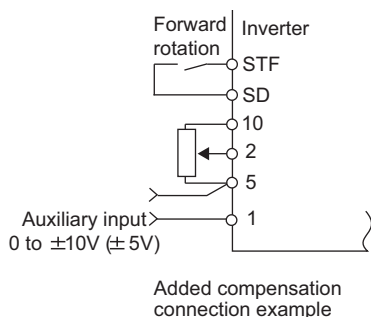 Forward
rotation
Inverter
STF
SD
10
2
5
Auxiliary input
1
0 to ±10V (± 5V)
Added compensation
connection example